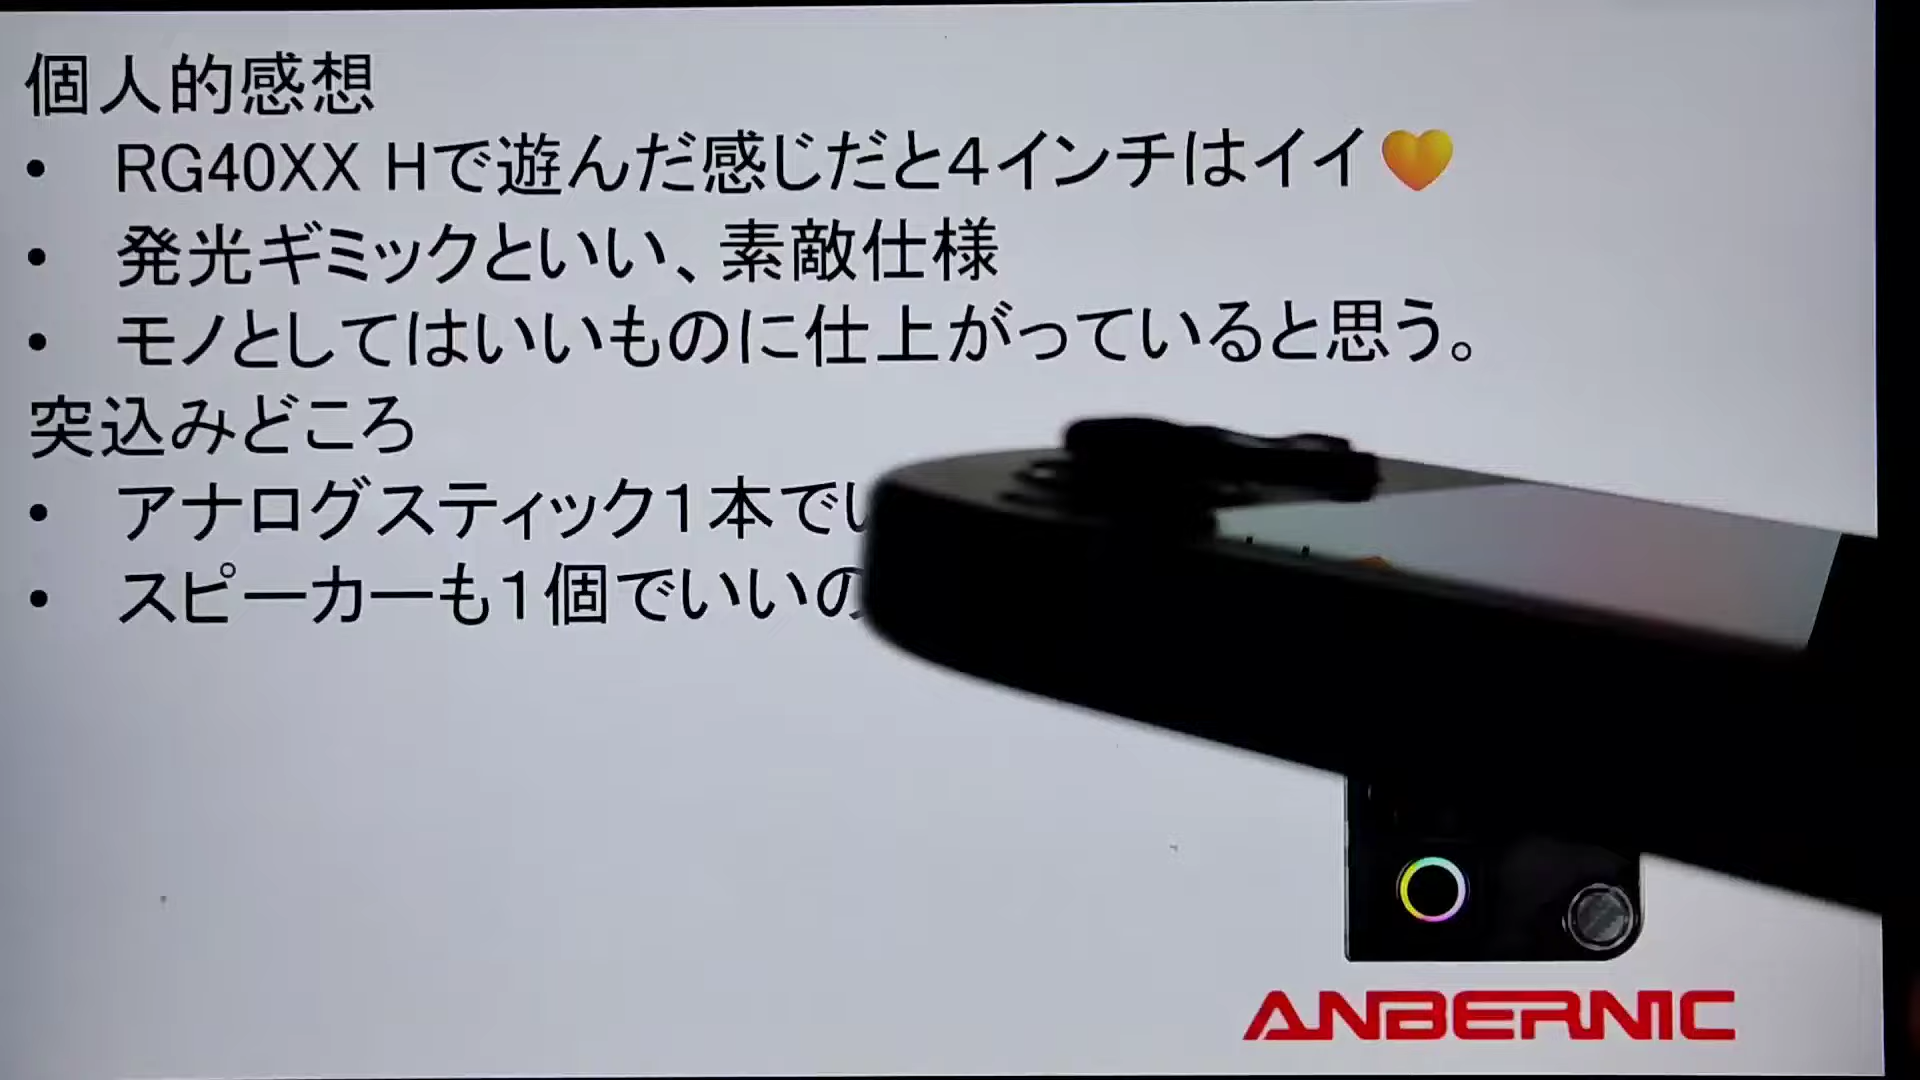 個人的感想
• RG40XX Hで遊んだ感じだと4インチはイイ🧡
• 発光ギミックといい、素敵仕様
• モノとしてはいいものに仕上がっていると思う。
突込みどころ
• アナログスティック1本で
• スピーカーも1個でいいの
ANBERNIC